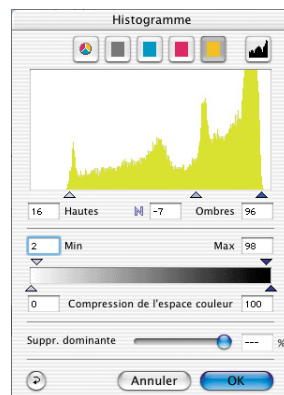 Histogramme
16 Hautes -7 Ombres 96
2 Min Max 98
0 Compression de l'espace couleur 100
Suppr. dominante --- %
Annuler OK